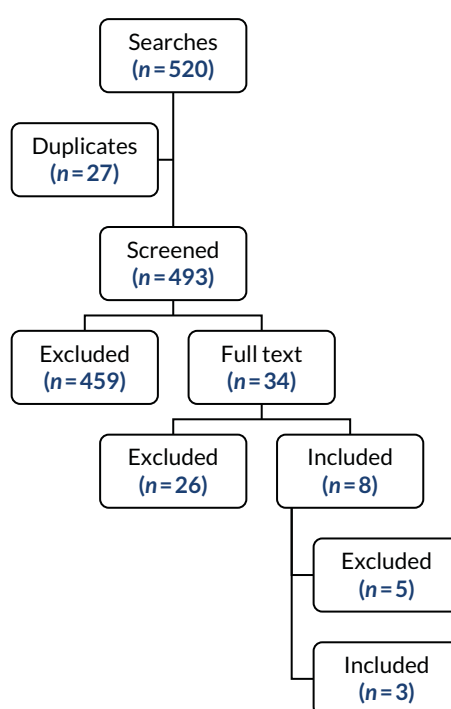 Searches
(n=520)
Duplicates
(n=27)
Screened
(n=493)
Excluded
(n=459)
Full text
(n=34)
Excluded
(n=26)
Included
(n=8)
Excluded
(n=5)
Included
(n=3)